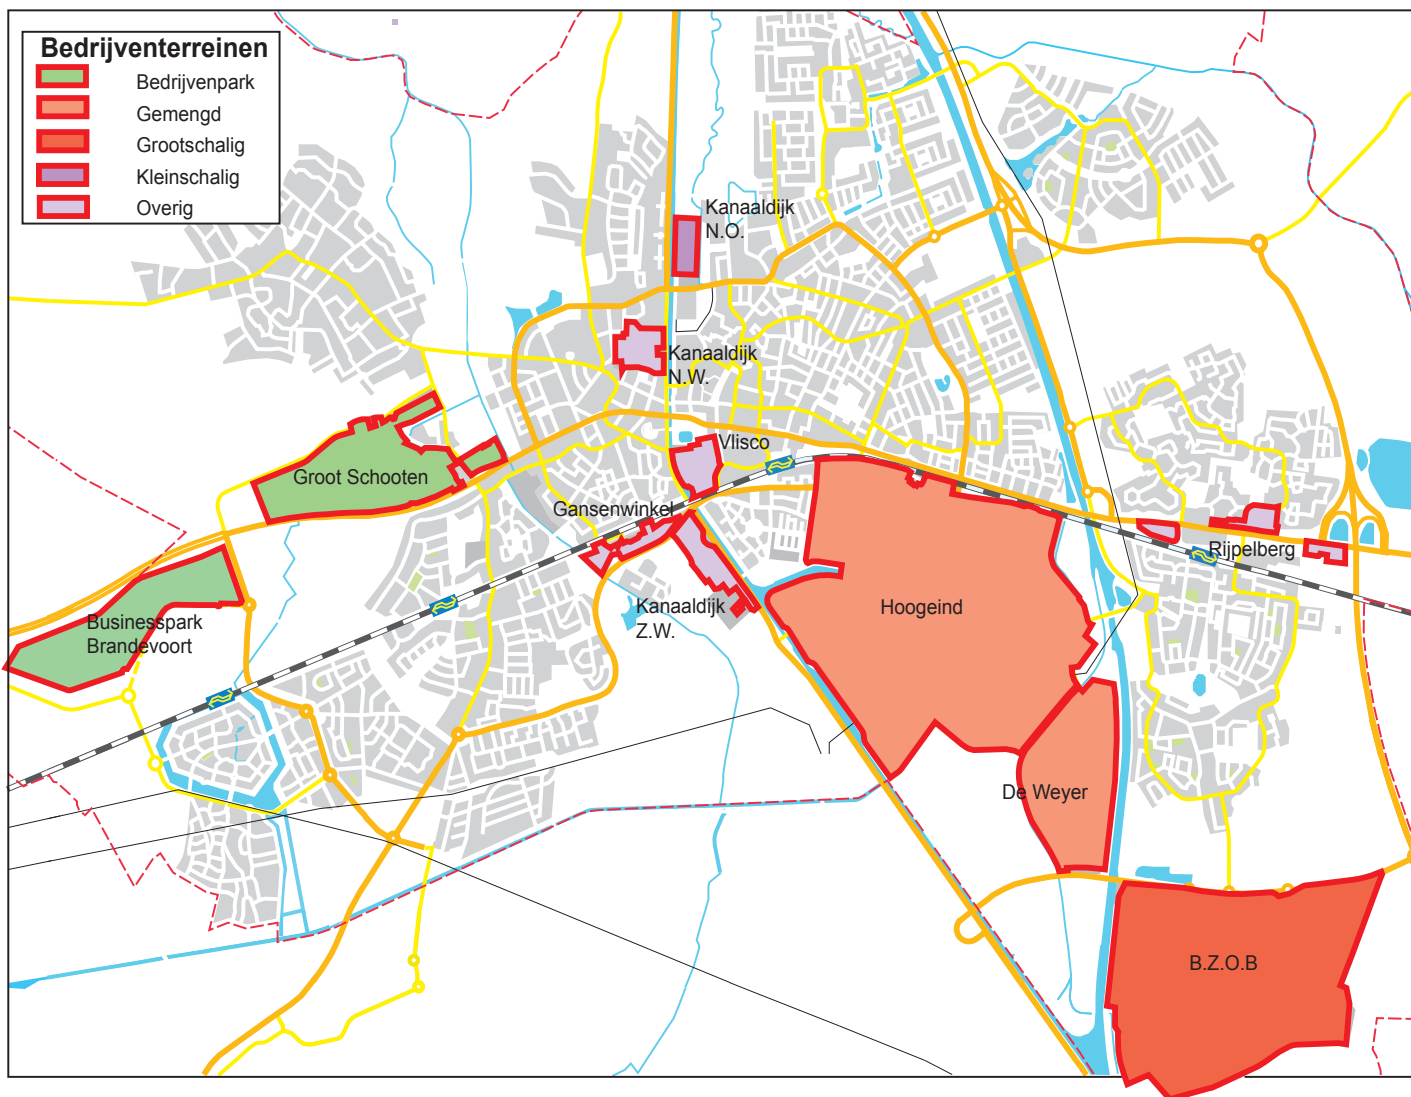 Bedrijventerreinen
Bedrijvenpark
Gemengd
Grootschalig
Kleinschalig
Overig
Kanaaldijk
N.O.
Kanaaldijk
N.W.
Vlisco
Groot Schooten
Gansenwinkel
Rijpelberg
Kanaaldijk
Z.W.
Hoogeind
Businesspark
Brandevoort
De Weyer
B.Z.O.B